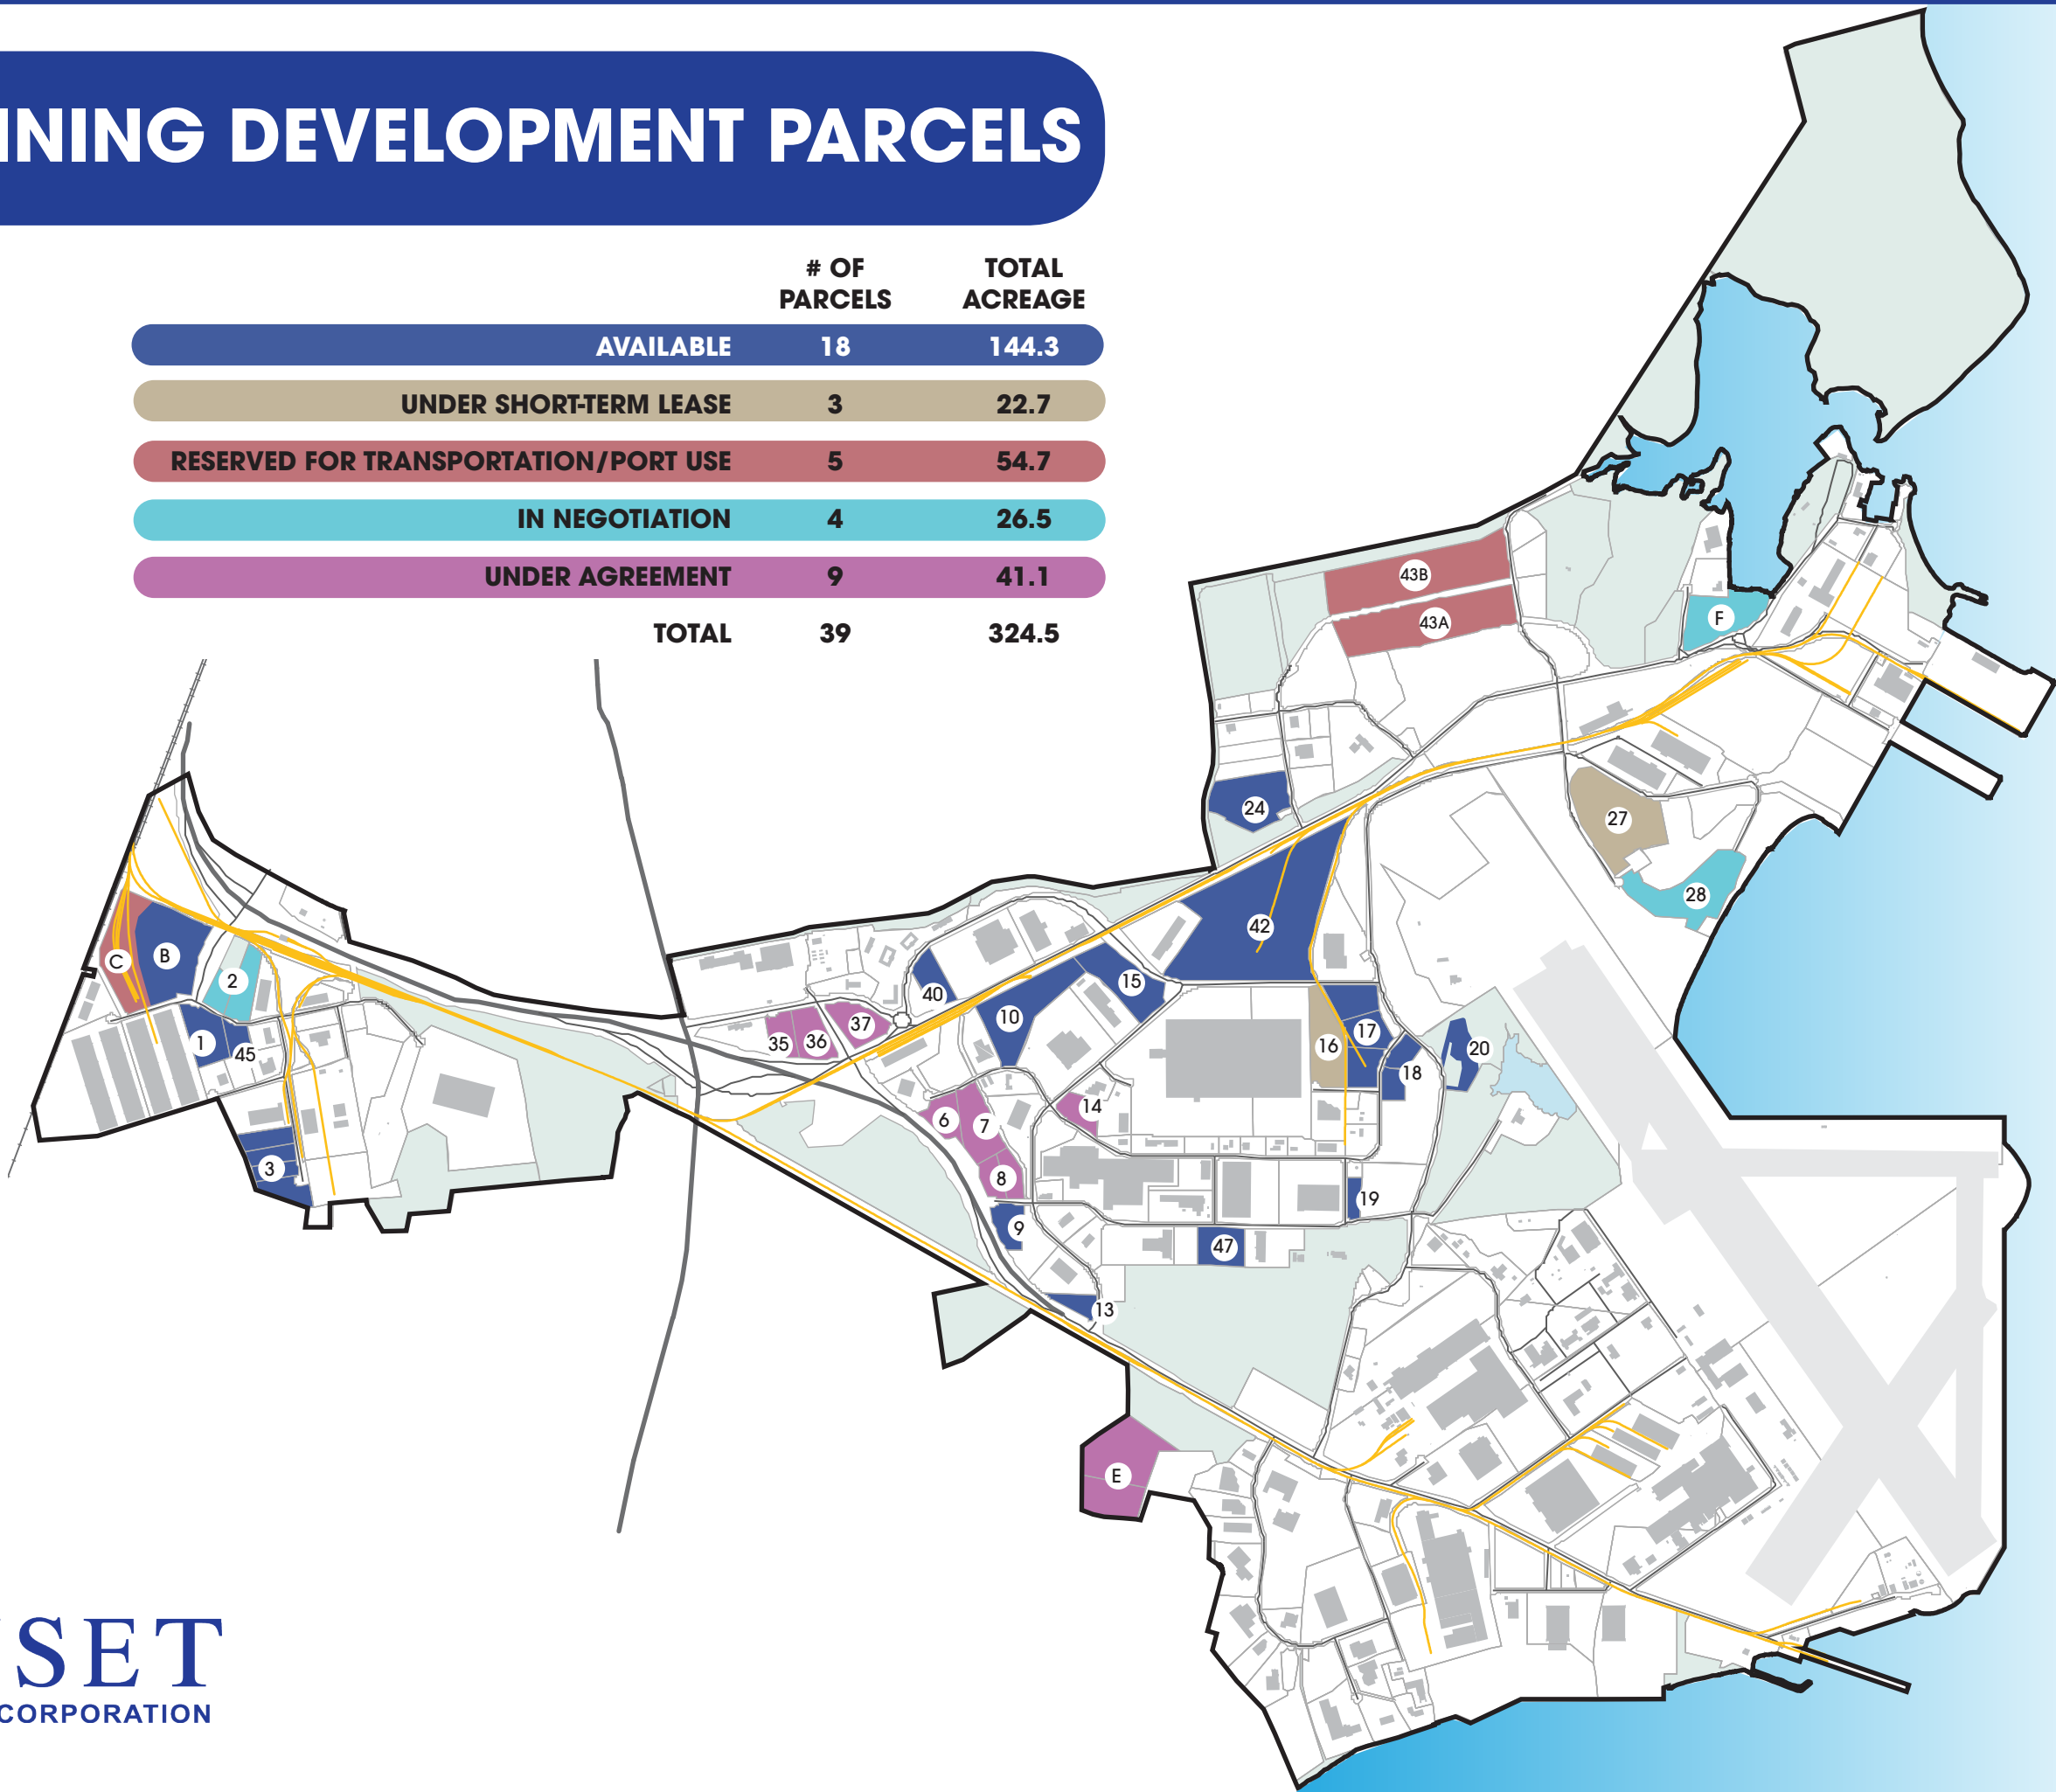 INING DEVELOPMENT PARCELS
# OF PARCELS
TOTAL ACREAGE
AVAILABLE 18 144.3
UNDER SHORT-TERM LEASE 3 22.7
RESERVED FOR TRANSPORTATION/PORT USE 5 54.7
IN NEGOTIATION 4 26.5
UNDER AGREEMENT 9 41.1
TOTAL 39 324.5
43B
43A
F
24
27
28
42
C
B
2
15
40
10
37
35
36
1
45
16
17
18
20
14
6
7
3
8
19
9
47
13
E
SET
CORPORATION